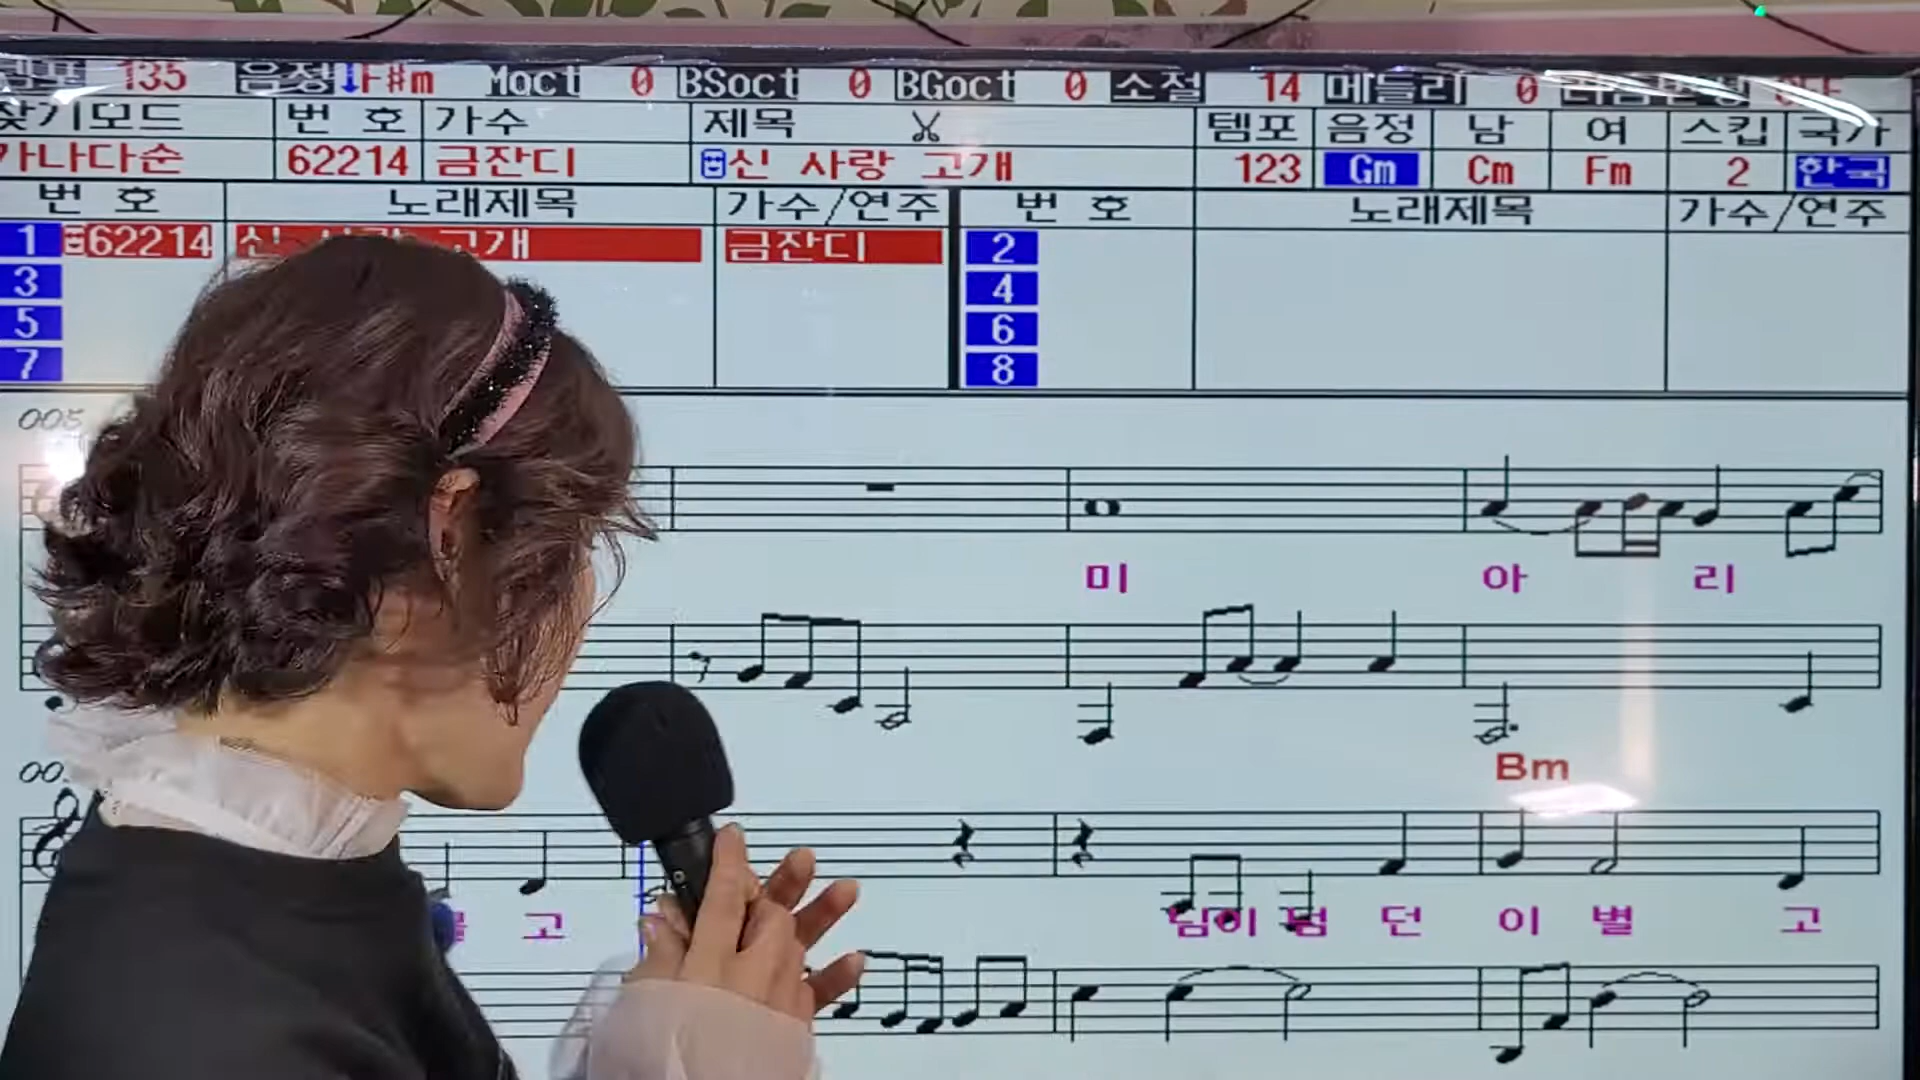 135 음정 F#m Moct 0 BSoct 0 BGoct 0 소절 14 메들리 0
찾기모드 번 호 가수 제목 템포 음정 남 여 스킵 국가
가나다순 62214 금잔디 신 사랑 고개 123 Gm Cm Fm 2 한국
번 호 노래제목 가수/연주 번 호 노래제목 가수/연주
1 62214 신 고개 금잔디 2
3 4
5 6
7 8
005
미 아 리
Bm
고 님이 넘 던 이 별 고